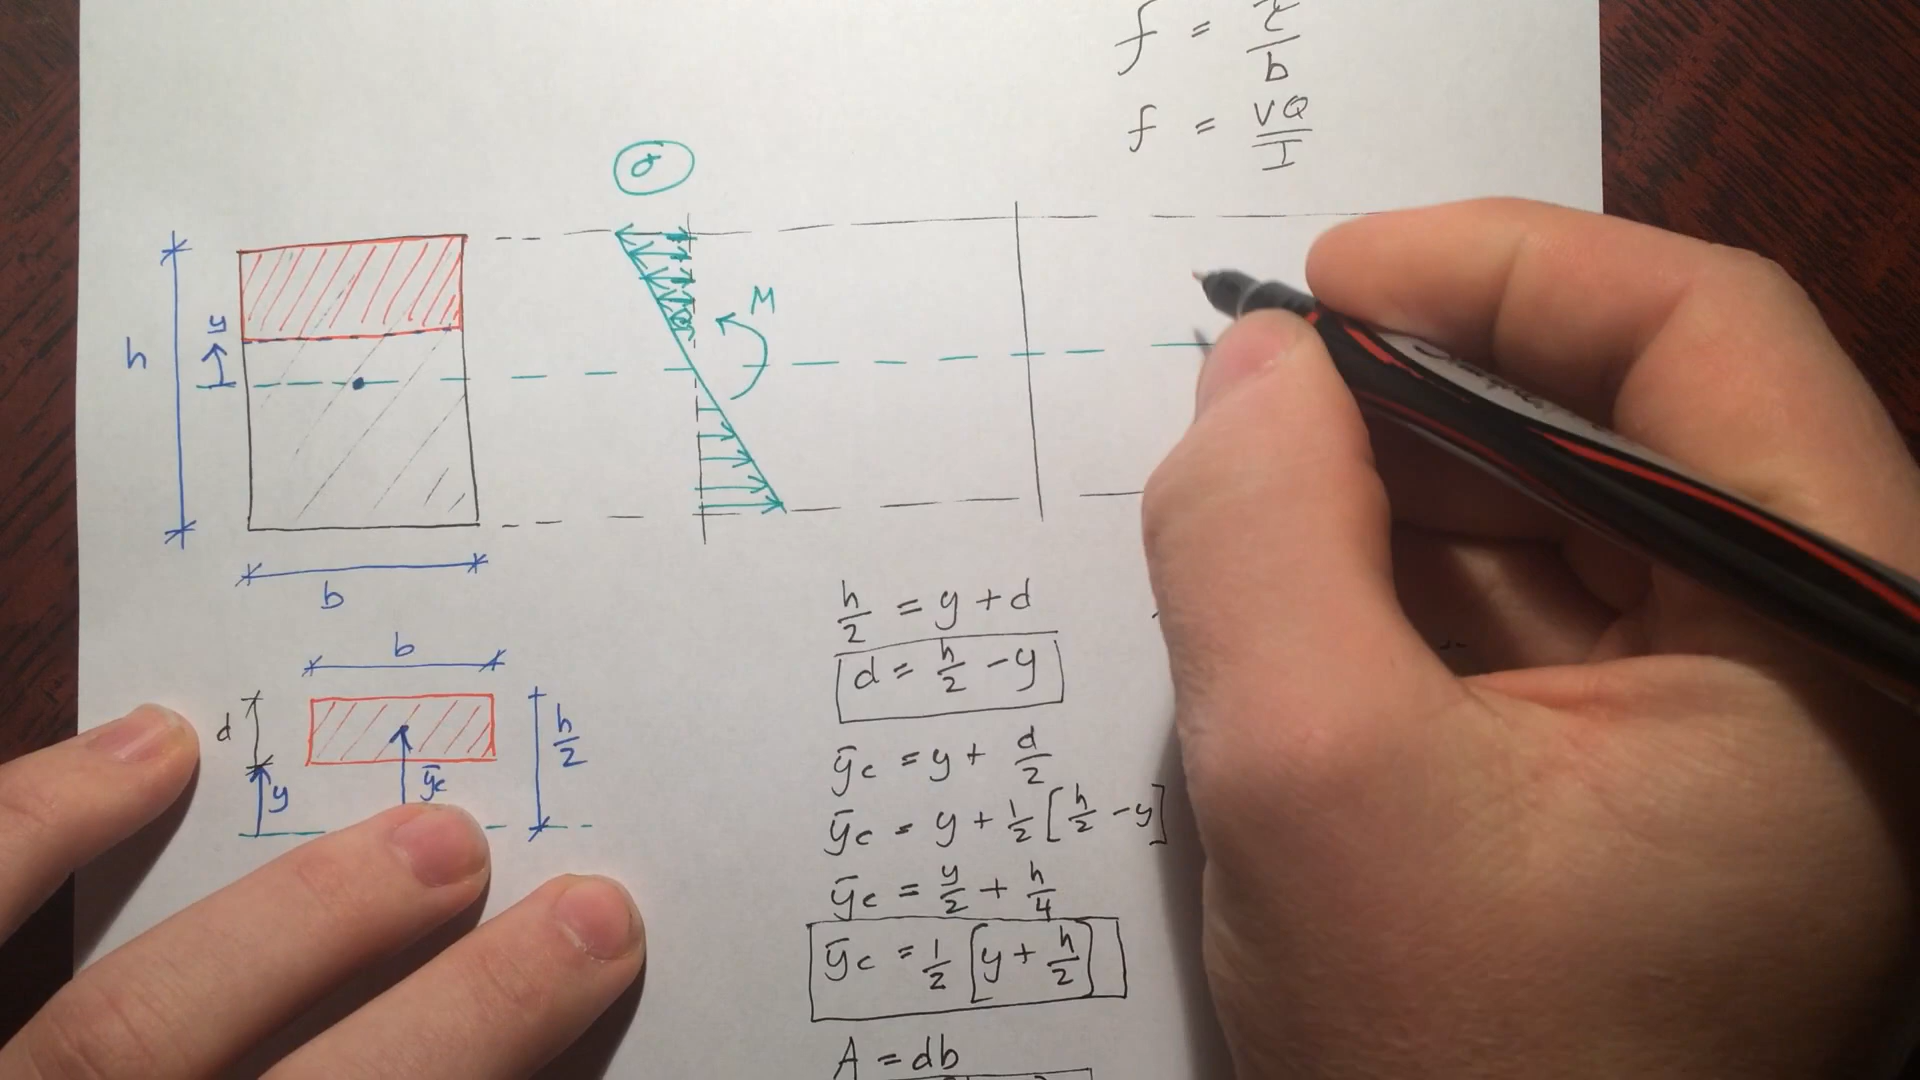 f = τ/b
f = VQ/I
σ
M
y
h
b
b
d
h/2
ȳc
y
h/2 = y + d
d = h/2 - y
ȳc = y + d/2
ȳc = y + 1/2 [h/2 - y]
ȳc = y/2 + h/4
ȳc = 1/2 [y + h/2]
A = db